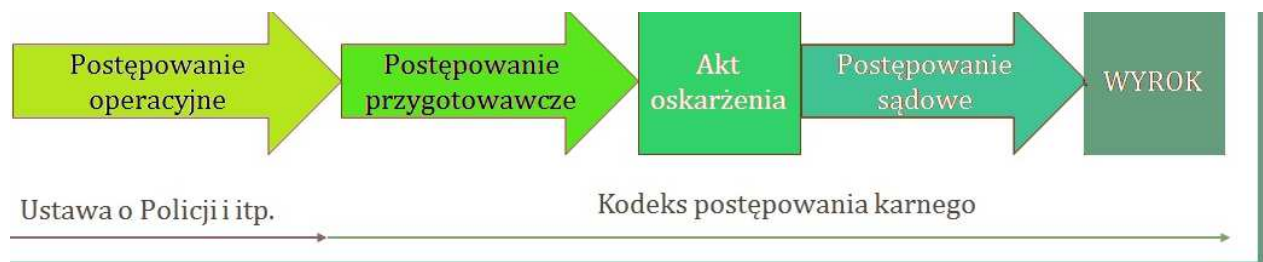 Postępowanie
operacyjne
Postępowanie
przygotowawcze
Akt
oskarżenia
Postępowanie
sądowe
WYROK
Ustawa o Policji i itp.
Kodeks postępowania karnego